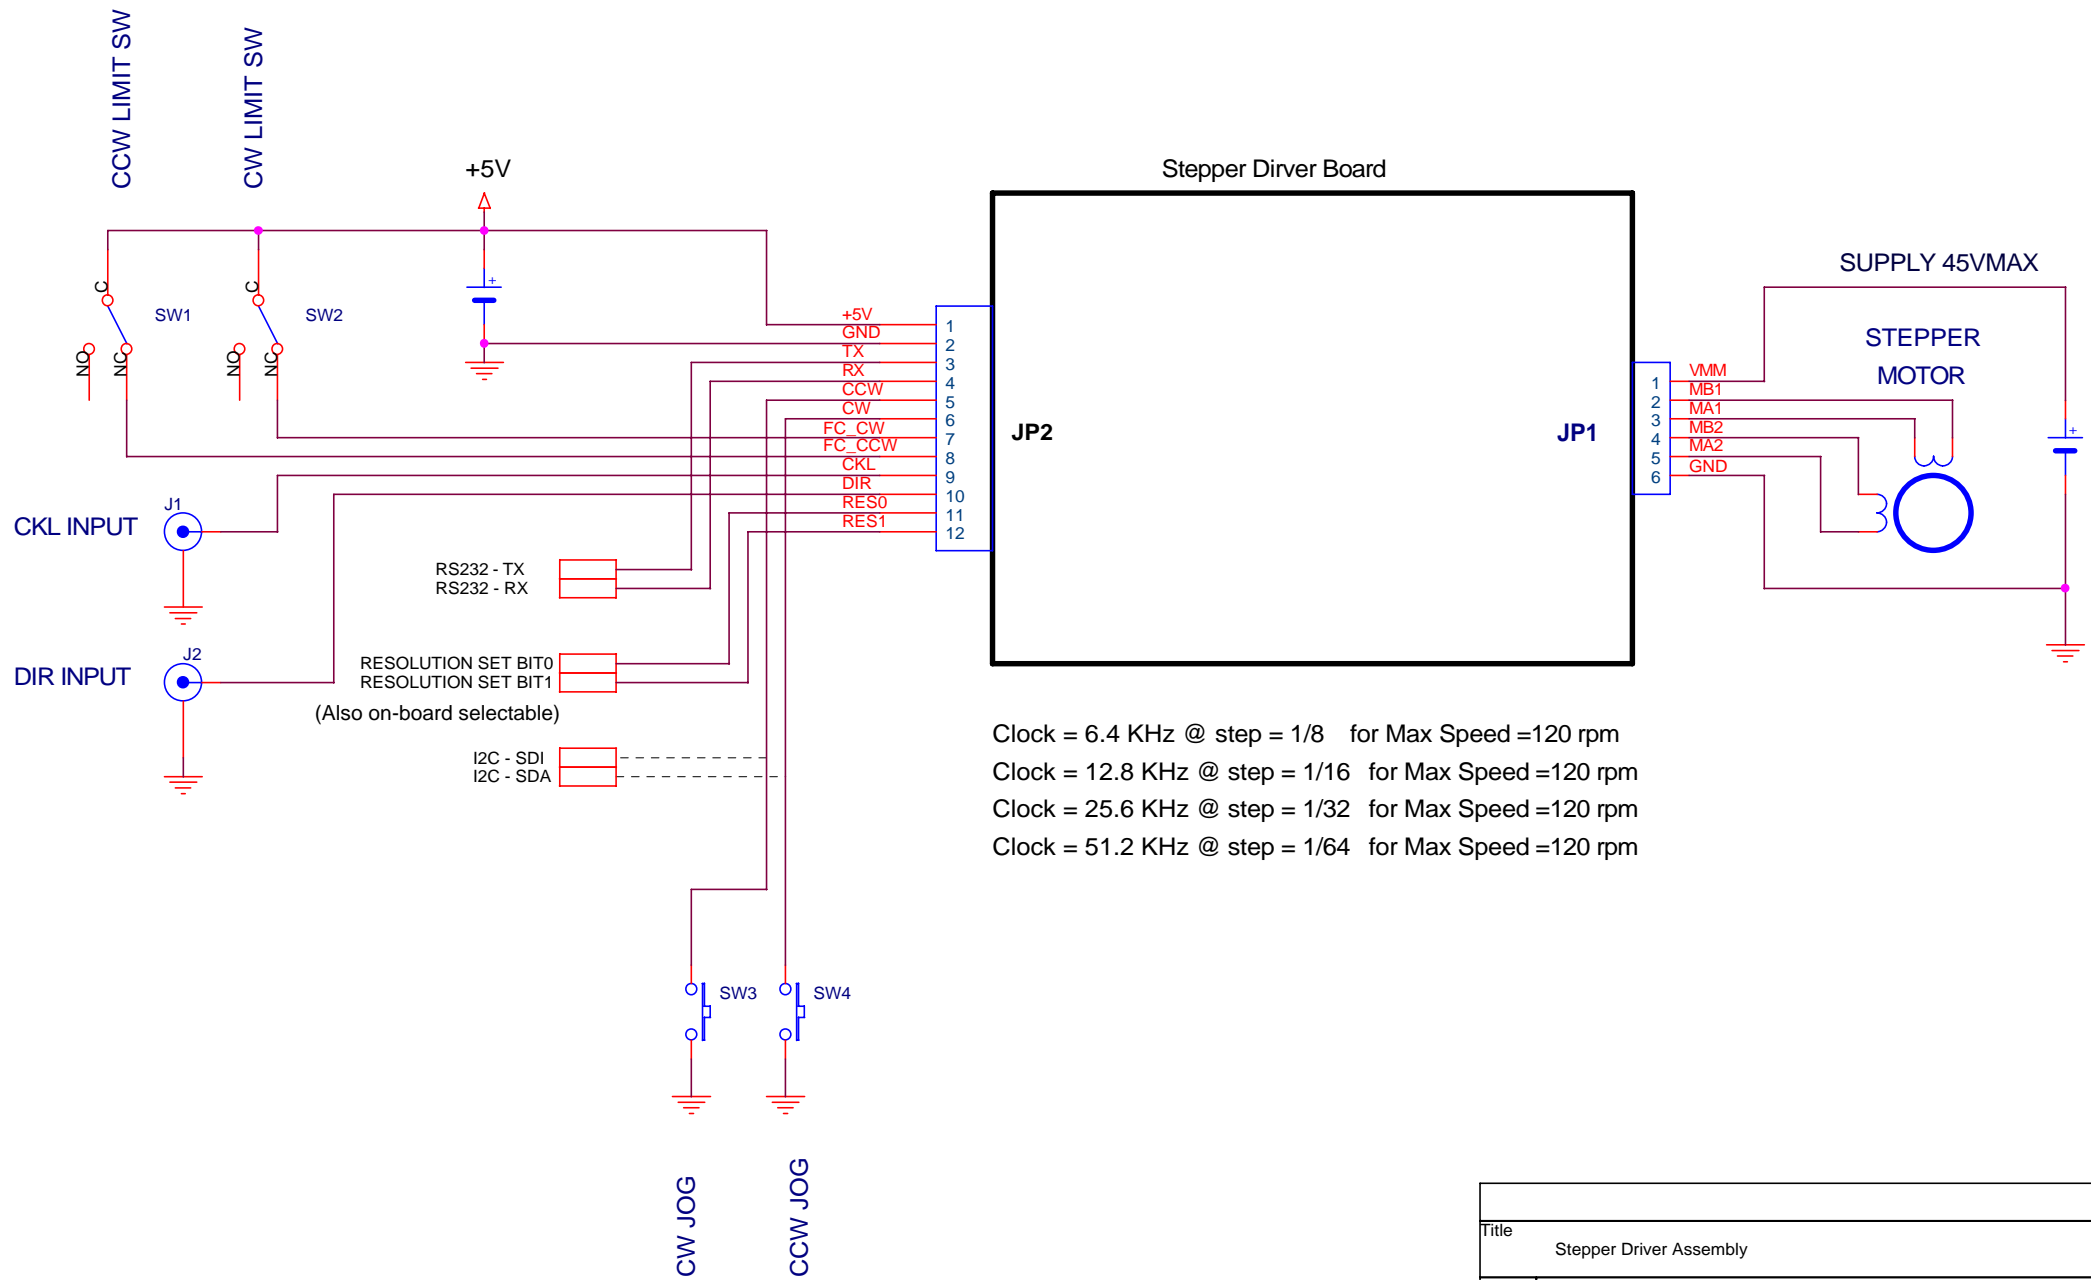 CCW LIMIT SW
CW LIMIT SW
+5V
Stepper Dirver Board
SUPPLY 45VMAX
STEPPER
MOTOR
C
SW1
NO
NC
C
SW2
NO
NC
+
+5V
GND
TX
RX
CCW
CW
FC_CW
FC_CCW
CKL
DIR
RES0
RES1
1
2
3
4
5
6
7
8
9
10
11
12
JP2
JP1
1
2
3
4
5
6
VMM
MB1
MA1
MB2
MA2
GND
+
J1
CKL INPUT
RS232 - TX
RS232 - RX
J2
DIR INPUT
RESOLUTION SET BIT0
RESOLUTION SET BIT1
(Also on-board selectable)
I2C - SDI
I2C - SDA
Clock = 6.4 KHz @ step = 1/8 for Max Speed =120 rpm
Clock = 12.8 KHz @ step = 1/16 for Max Speed =120 rpm
Clock = 25.6 KHz @ step = 1/32 for Max Speed =120 rpm
Clock = 51.2 KHz @ step = 1/64 for Max Speed =120 rpm
SW3
SW4
CW JOG
CCW JOG
Title
Stepper Driver Assembly